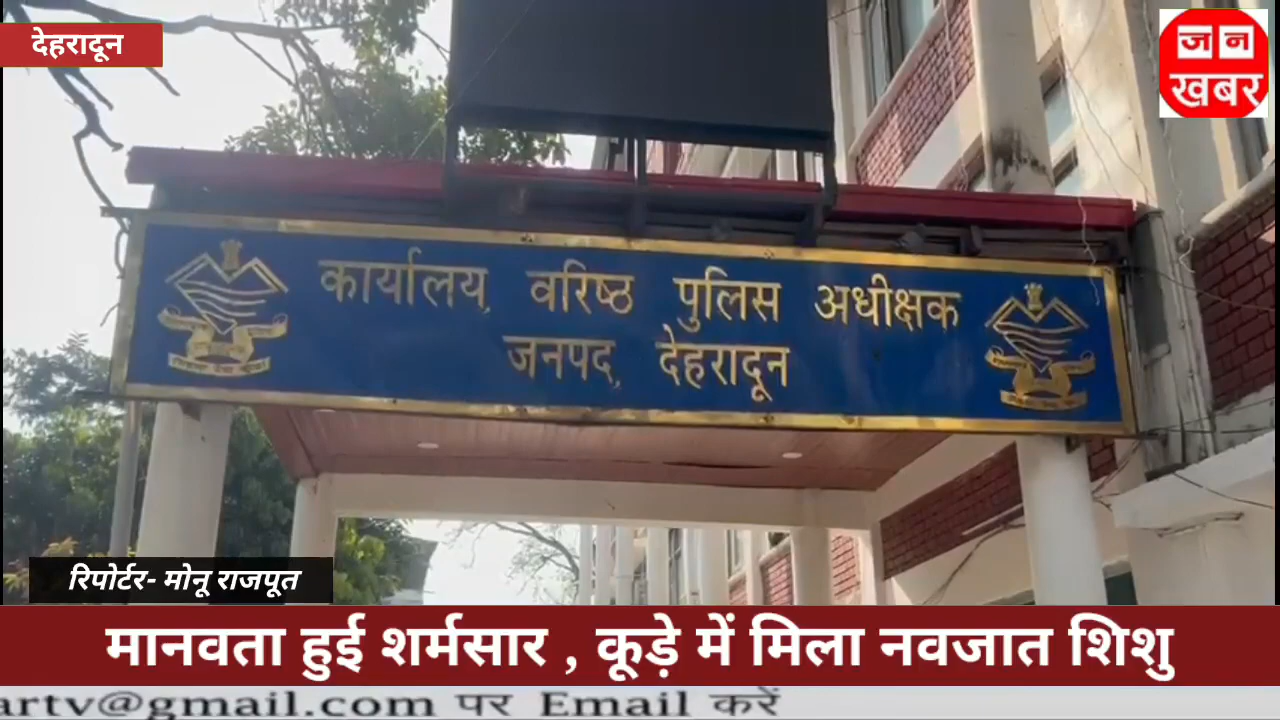 देहरादून
जन
खबर
कार्यालय, वरिष्ठ पुलिस अधीक्षक
जनपद, देहरादून
रिपोर्टर- मोनू राजपूत
मानवता हुई शर्मसार , कूड़े में मिला नवजात शिशु
artv@gmail.com पर Email करें